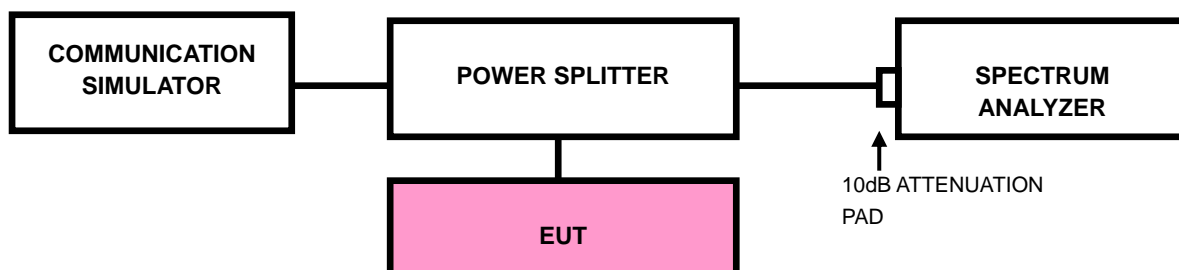 COMMUNICATION
SIMULATOR
POWER SPLITTER
SPECTRUM
ANALYZER
10dB ATTENUATION
PAD
EUT